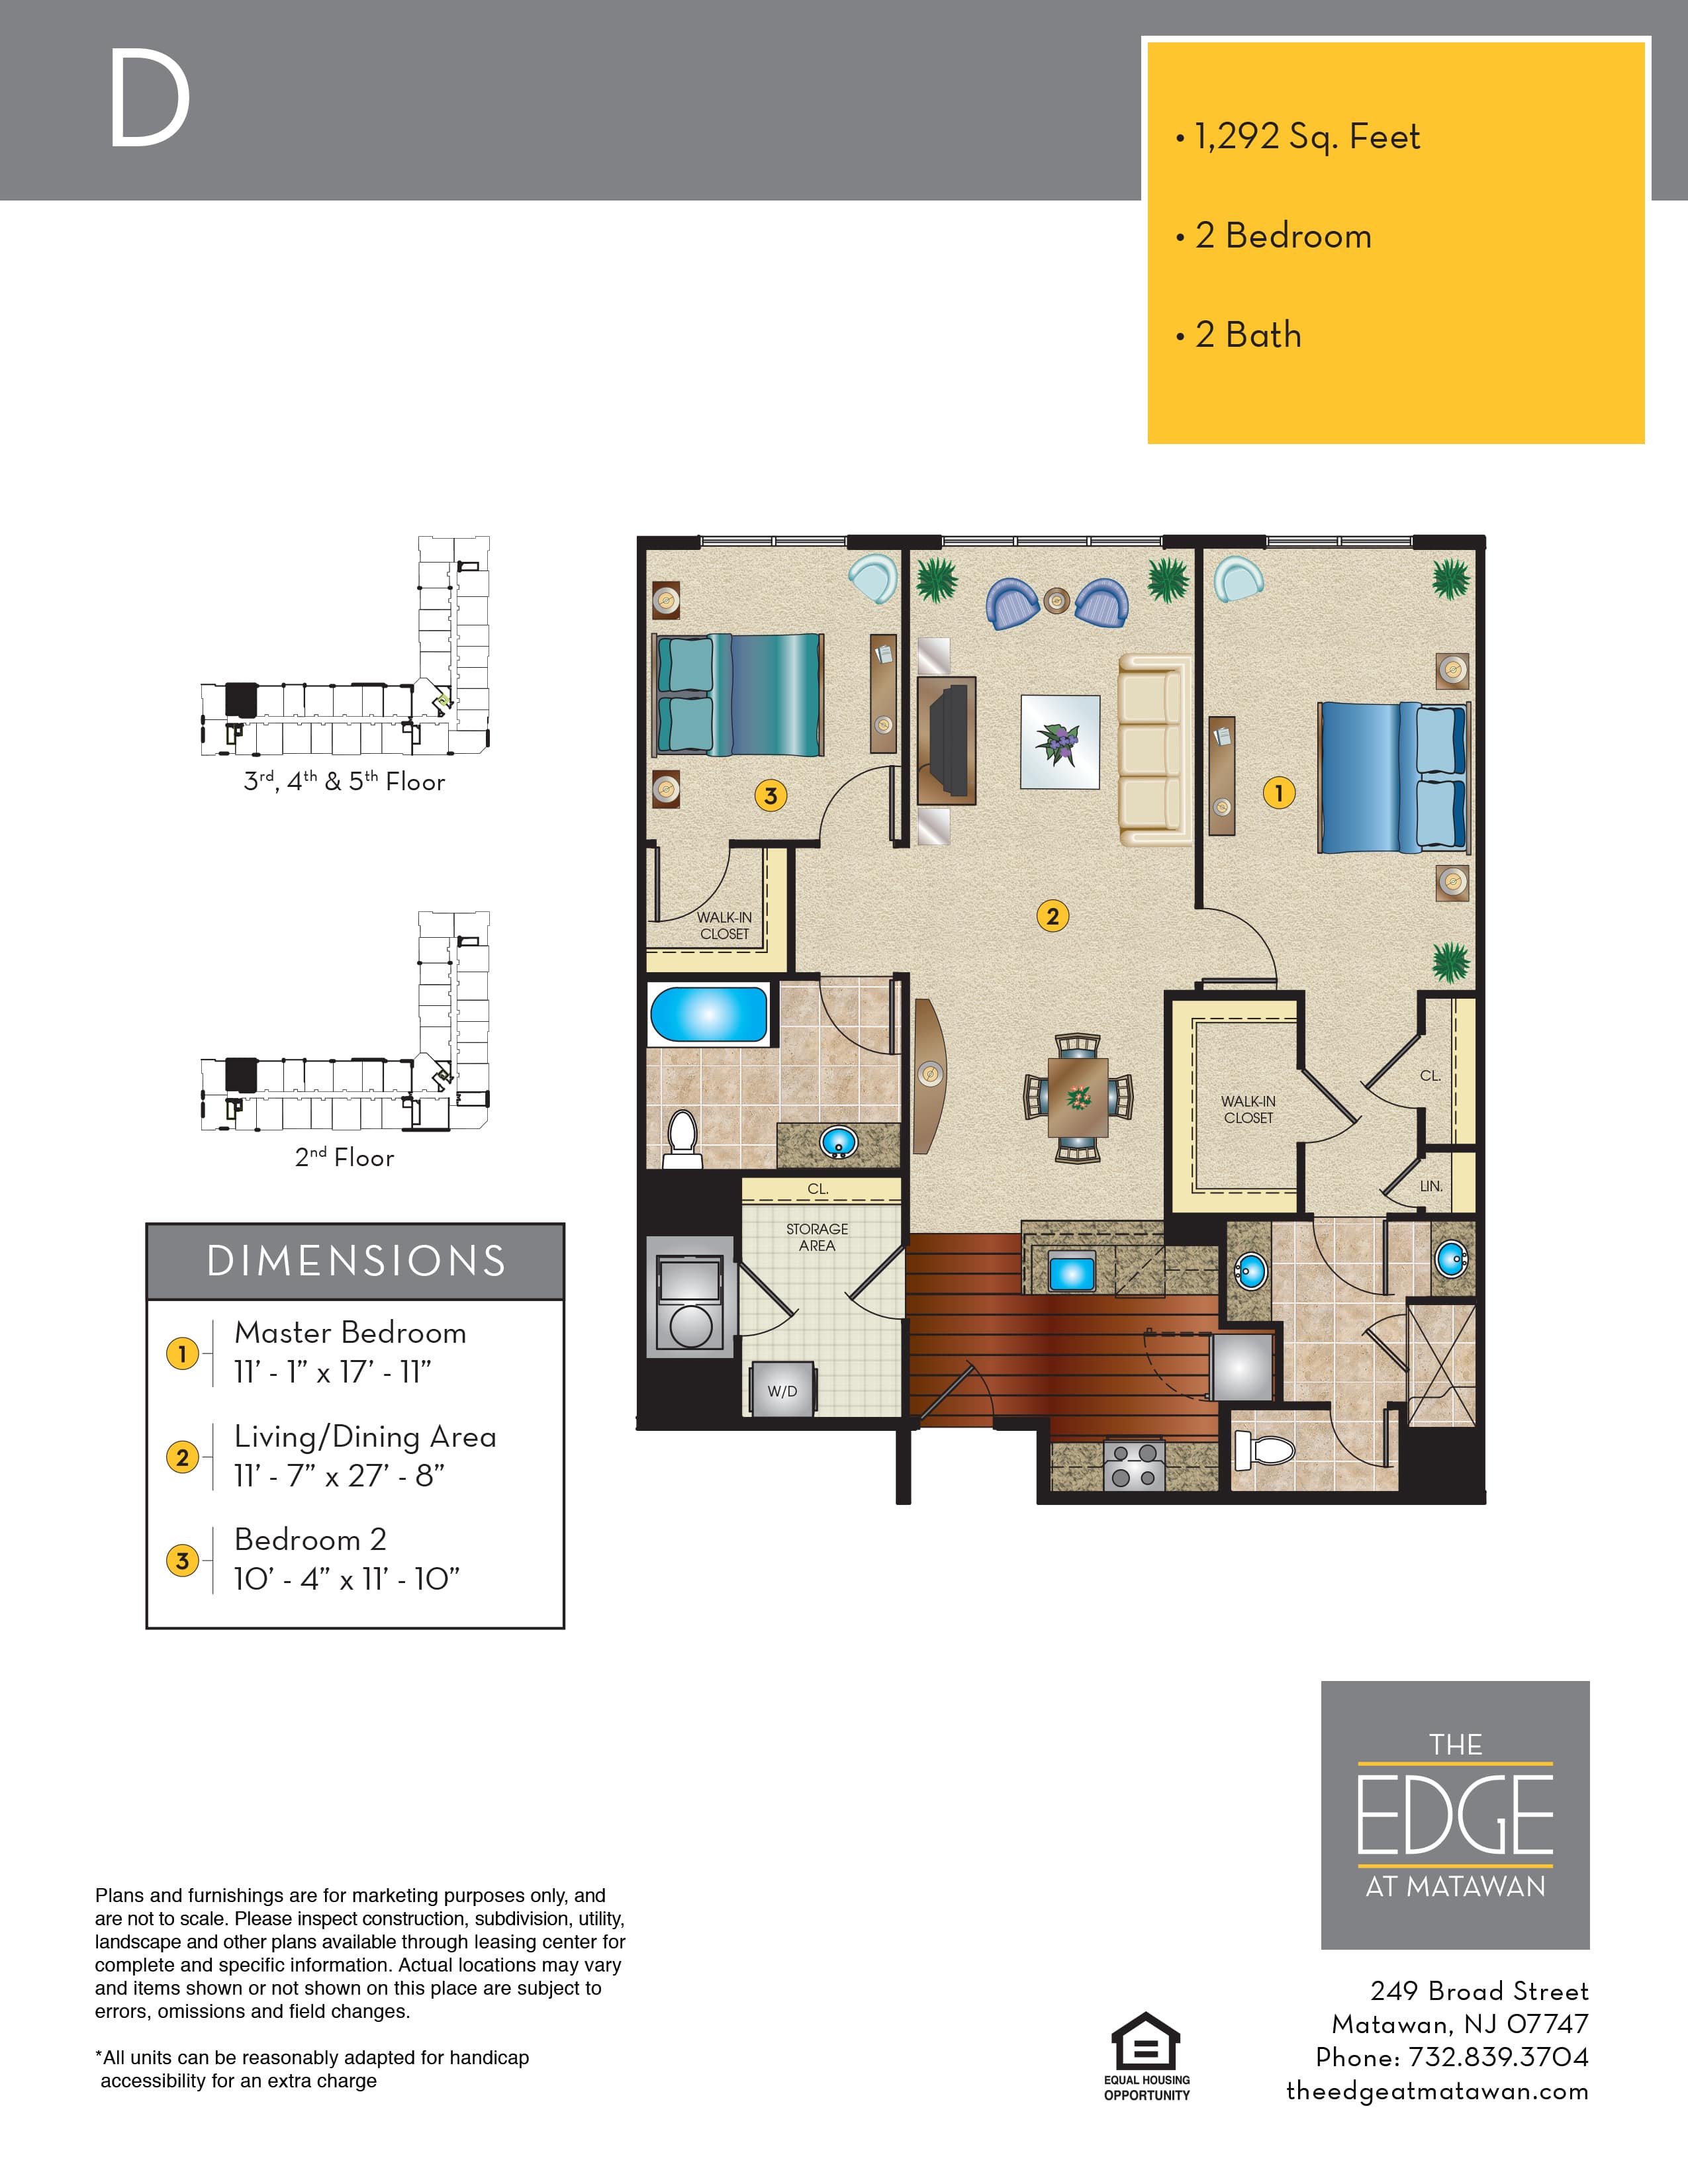 D
• 1,292 Sq. Feet
• 2 Bedroom
• 2 Bath
3rd, 4th & 5th Floor
2nd Floor
DIMENSIONS
1
Master Bedroom
11’ - 1” x 17’ - 11”
2
Living/Dining Area
11’ - 7” x 27’ - 8”
3
Bedroom 2
10’ - 4” x 11’ - 10”
3
1
2
WALK-IN
CLOSET
WALK-IN
CLOSET
CL.
LIN.
CL.
STORAGE
AREA
W/D
THE
EDGE
AT MATAWAN
Plans and furnishings are for marketing purposes only, and
are not to scale. Please inspect construction, subdivision, utility,
landscape and other plans available through leasing center for
complete and specific information. Actual locations may vary
and items shown or not shown on this place are subject to
errors, omissions and field changes.
*All units can be reasonably adapted for handicap
accessibility for an extra charge
EQUAL HOUSING
OPPORTUNITY
249 Broad Street
Matawan, NJ 07747
Phone: 732.839.3704
theedgeatmatawan.com